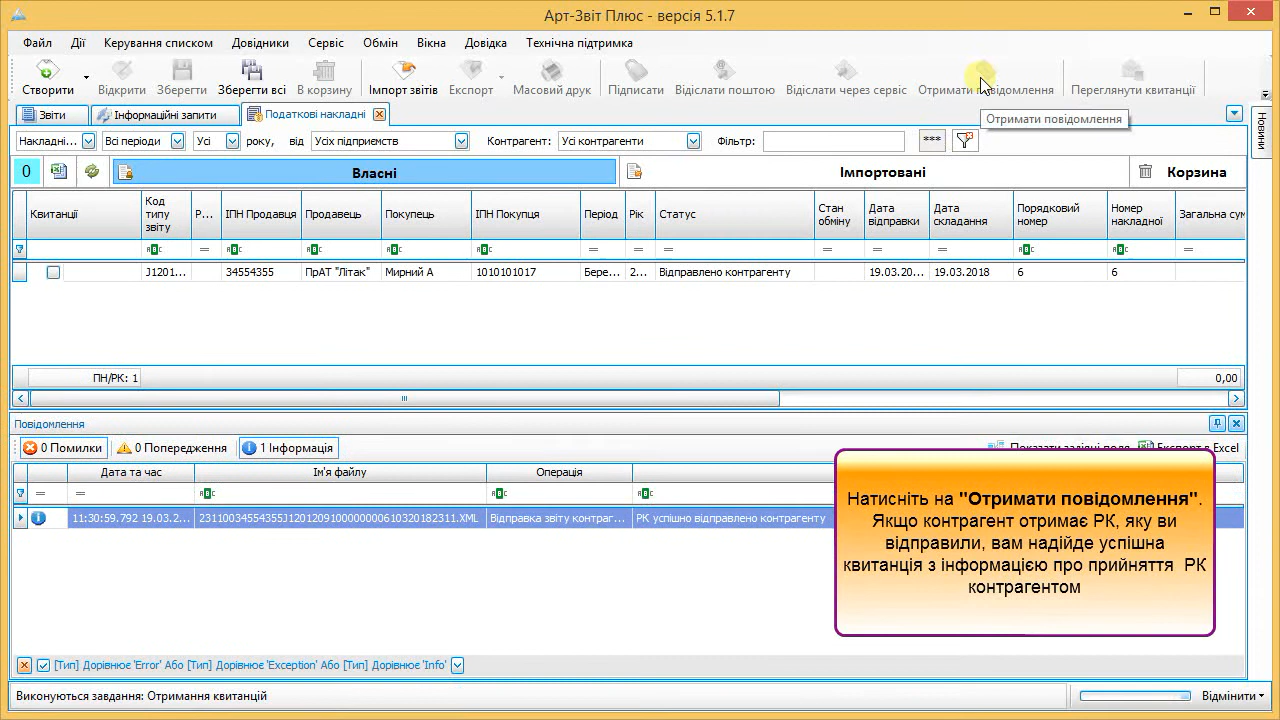 Арт-Звіт Плюс - версія 5.1.7
Файл Дії Керування списком Довідники Сервіс Обмін Вікна Довідка Технічна підтримка
Створити Відкрити Зберегти Зберегти всі В корзину Імпорт звітів Експорт Масовий друк Підписати Відіслати поштою Відіслати через сервіс Отримати повідомлення Переглянути квитанції
Звіти Інформаційні запити Податкові накладні
Отримати повідомлення
Новини
Накладні... Всі періоди Усі року, від Усіх підприємств Контрагент: Усі контрагенти Фільтр: ***
0 Власні Імпортовані Корзина
Квитанції Код типу звіту Р... ІПН Продавця Продавець Покупець ІПН Покупця Період Рік Статус Стан обміну Дата відправки Дата складання Порядковий номер Номер накладної Загальна сум
J1201... 34554355 ПрАТ "Літак" Мирний А 1010101017 Бере... 2... Відправлено контрагенту 19.03.20... 19.03.2018 6 6
ПН/РК: 1 0,00
Повідомлення
0 Помилки 0 Попередження 1 Інформація Показати задіяні поля Експорт в Excel
Дата та час Ім'я файлу Операція
11:30:59.792 19.03.2... 23110034554355J1201209100000000610320182311.XML Відправка звіту контраг... РК успішно відправлено контрагенту
Натисніть на "Отримати повідомлення".
Якщо контрагент отримає РК, яку ви
відправили, вам надійде успішна
квитанція з інформацією про прийняття РК
контрагентом
[Тип] Дорівнює 'Error' Або [Тип] Дорівнює 'Exception' Або [Тип] Дорівнює 'Info'
Виконуються завдання: Отримання квитанцій Відмінити